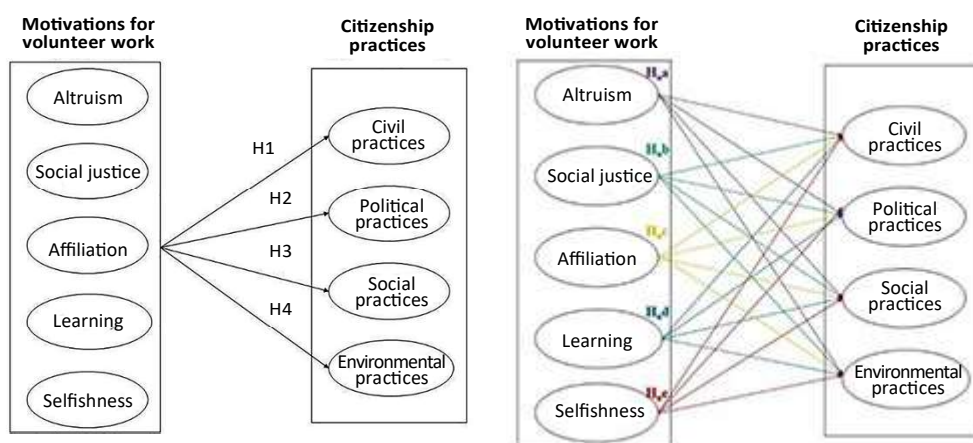 Motivations for
volunteer work
Altruism
Social justice
Affiliation
Learning
Selfishness
H1
H2
H3
H4
Citizenship
practices
Civil
practices
Political
practices
Social
practices
Environmental
practices
Motivations for
volunteer work
Altruism
Social justice
Affiliation
Learning
Selfishness
Citizenship
practices
Civil
practices
Political
practices
Social
practices
Environmental
practices